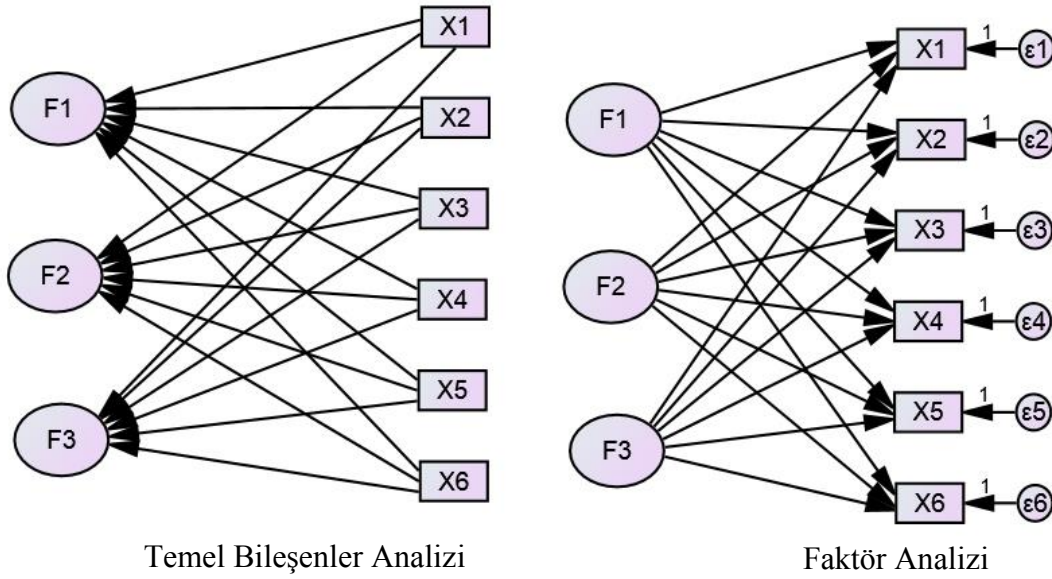 F1
F2
F3
X1
X2
X3
X4
X5
X6
Temel Bileşenler Analizi
F1
F2
F3
X1
X2
X3
X4
X5
X6
1
1
1
1
1
1
ε1
ε2
ε3
ε4
ε5
ε6
Faktör Analizi